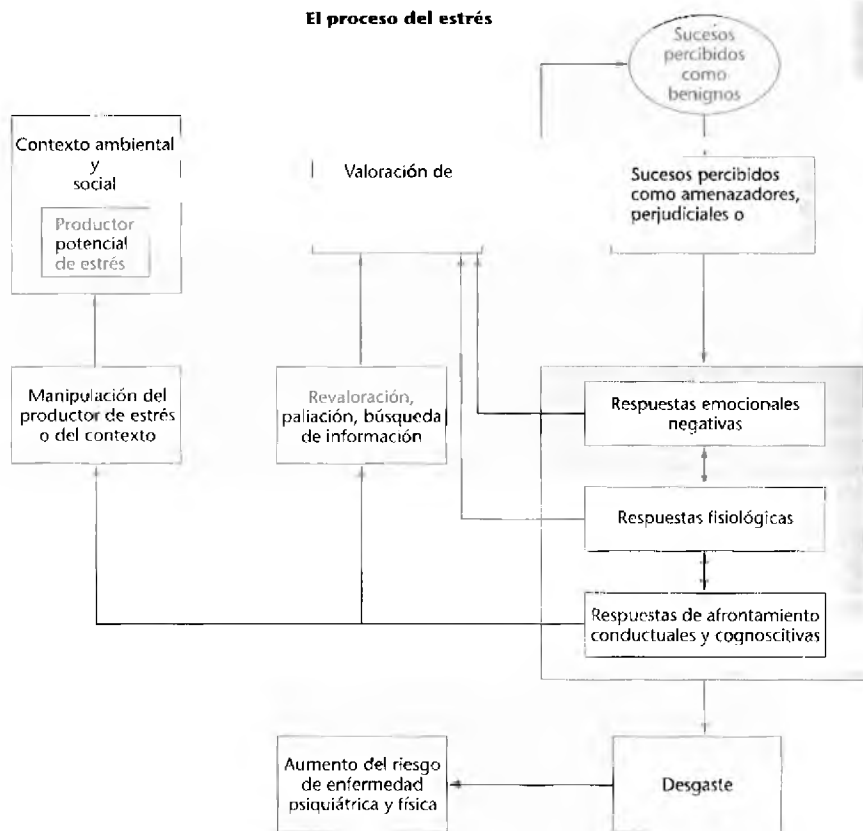 El proceso del estrés
Sucesos
percibidos
como
benignos
Contexto ambiental
y
social
Productor
potencial
de estrés
Valoración de
Sucesos percibidos
como amenazadores,
perjudiciales o
Manipulación del
productor de estrés
o del contexto
Revaloración,
paliación, búsqueda
de información
Respuestas emocionales
negativas
Respuestas fisiológicas
Respuestas de afrontamiento
conductuales y cognoscitivas
Aumento del riesgo
de enfermedad
psiquiátrica y física
Desgaste